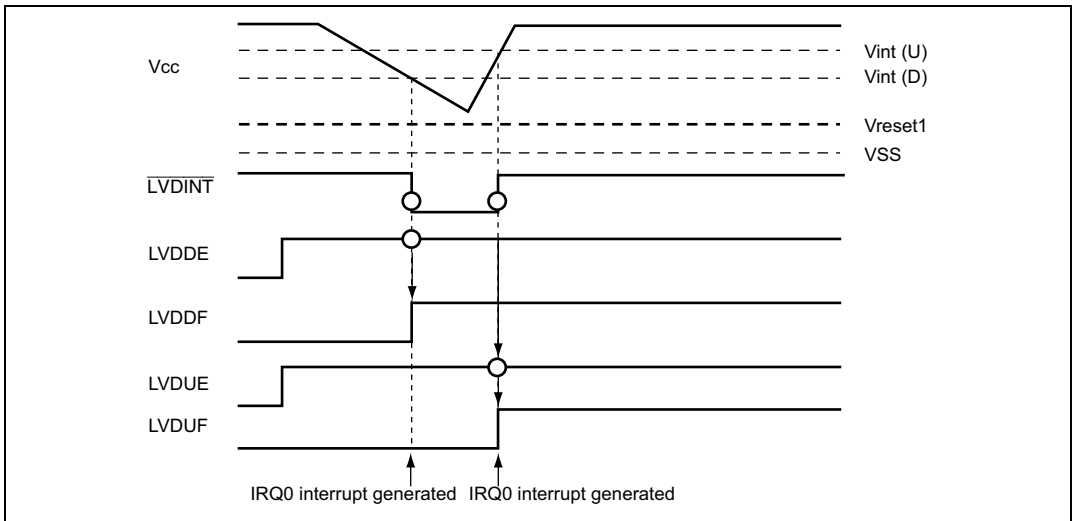 Vcc
Vint (U)
Vint (D)
Vreset1
VSS
LVDINT
LVDDE
LVDDF
LVDUE
LVDUF
IRQ0 interrupt generated IRQ0 interrupt generated